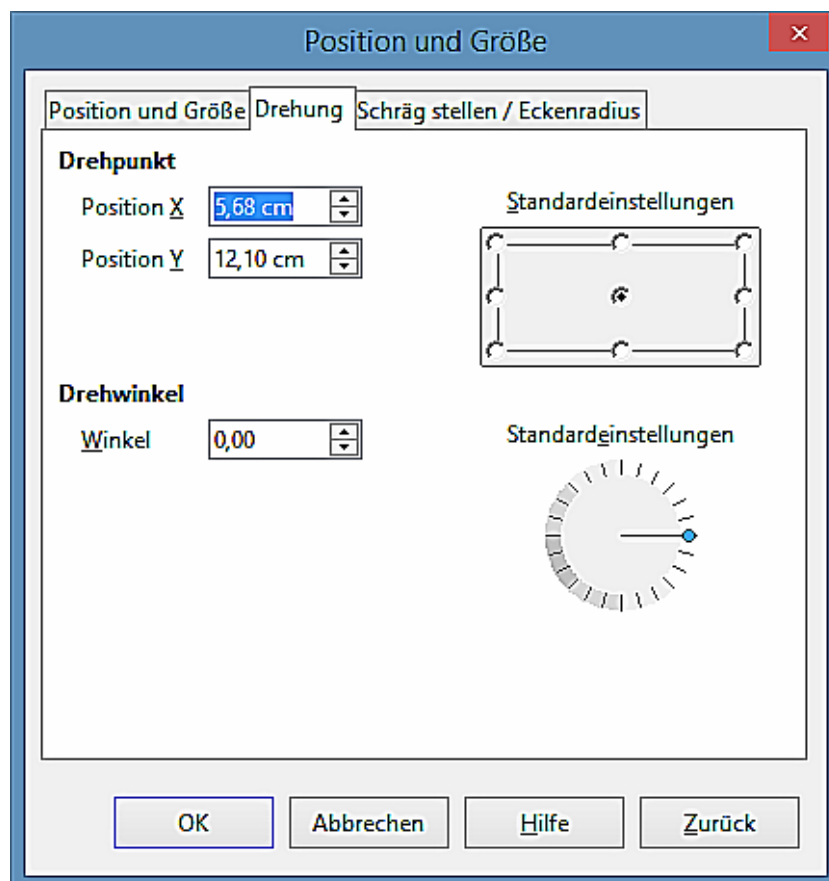 Position und Größe
Position und Größe Drehung Schräg stellen / Eckenradius
Drehpunkt
Position X 5,68 cm Standardeinstellungen
Position Y 12,10 cm
Drehwinkel
Winkel 0,00 Standardeinstellungen
OK Abbrechen Hilfe Zurück